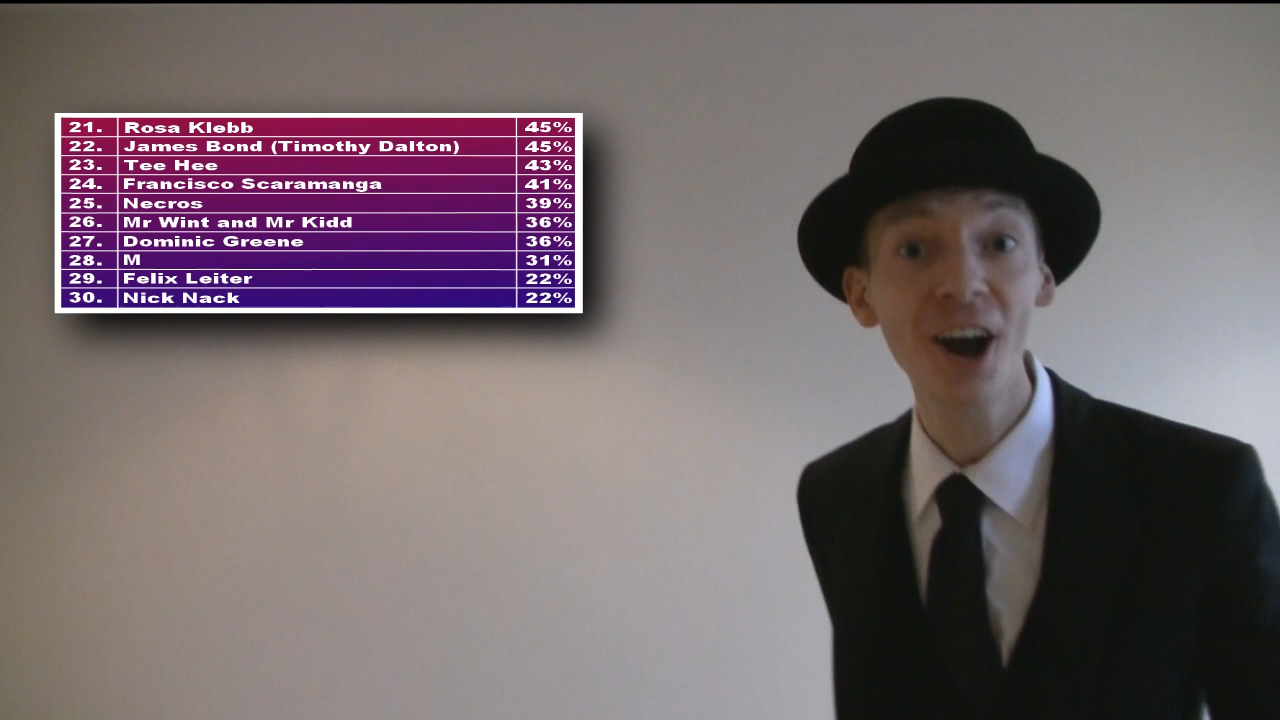 21. Rosa Klebb 45%
22. James Bond (Timothy Dalton) 45%
23. Tee Hee 43%
24. Francisco Scaramanga 41%
25. Necros 39%
26. Mr Wint and Mr Kidd 36%
27. Dominic Greene 36%
28. M 31%
29. Felix Leiter 22%
30. Nick Nack 22%